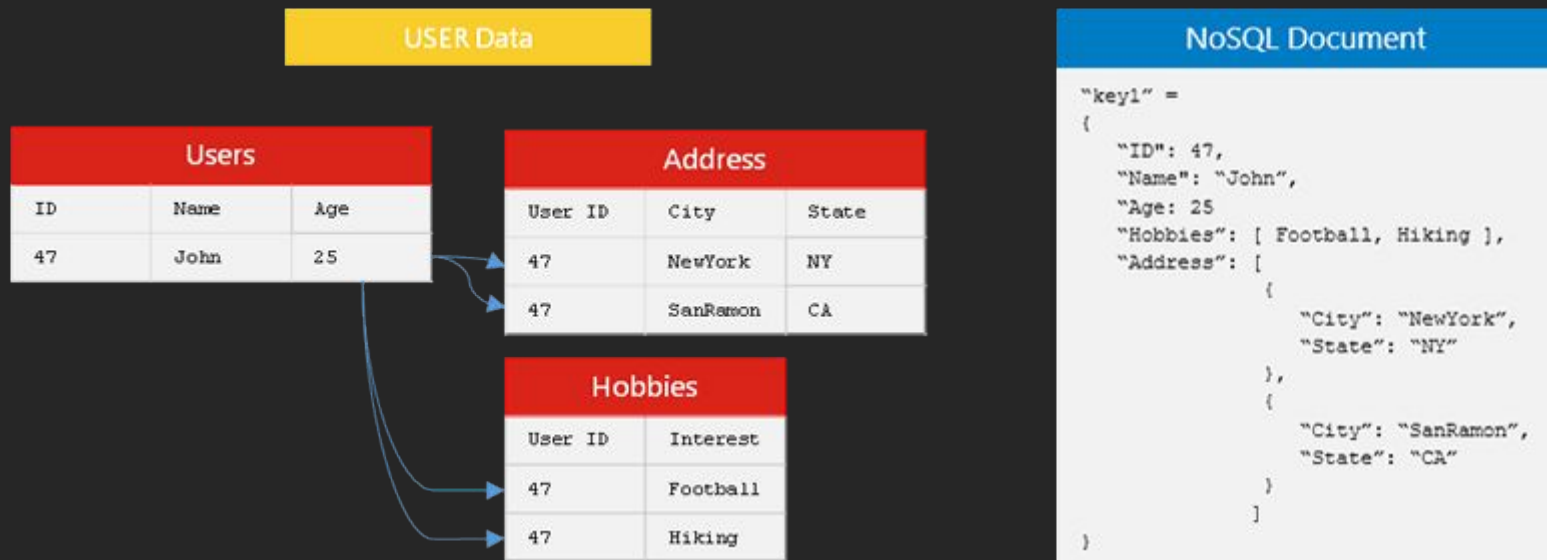 USER Data
Users
ID Name Age
47 John 25
Address
User ID City State
47 NewYork NY
47 SanRamon CA
Hobbies
User ID Interest
47 Football
47 Hiking
NoSQL Document
“key1” =
{
“ID": 47,
“Name": “John”,
“Age: 25
“Hobbies”: [ Football, Hiking ],
“Address”: [
{
“City”: “NewYork”,
“State”: “NY”
},
{
“City”: “SanRamon”,
“State”: “CA”
}
]
}